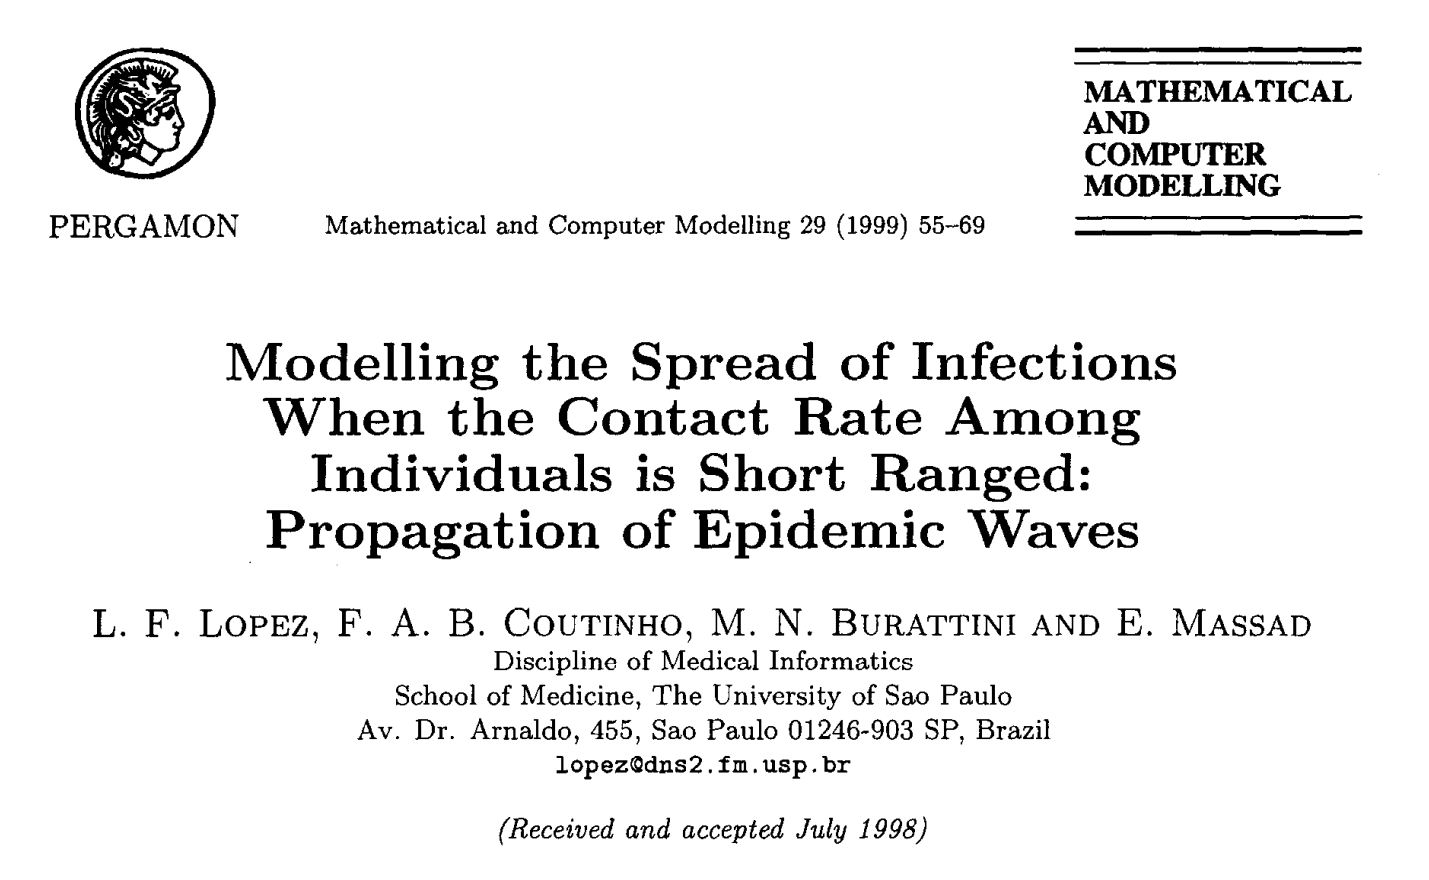 MATHEMATICAL
AND
COMPUTER
MODELLING
PERGAMON
Mathematical and Computer Modelling 29 (1999) 55–69
Modelling the Spread of Infections
When the Contact Rate Among
Individuals is Short Ranged:
Propagation of Epidemic Waves
L. F. LOPEZ, F. A. B. COUTINHO, M. N. BURATTINI AND E. MASSAD
Discipline of Medical Informatics
School of Medicine, The University of Sao Paulo
Av. Dr. Arnaldo, 455, Sao Paulo 01246-903 SP, Brazil
lopez@dns2.fm.usp.br
(Received and accepted July 1998)